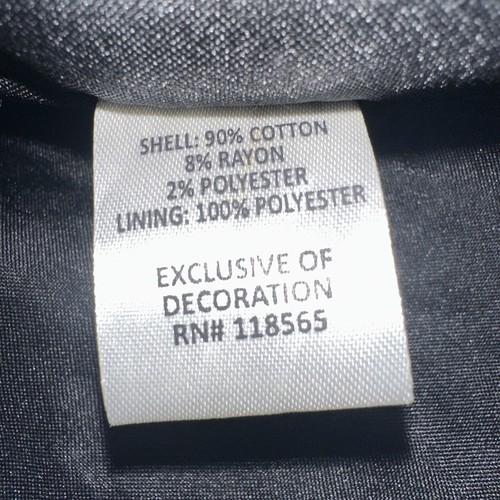 SHELL: 90% COTTON
8% RAYON
2% POLYESTER
LINING: 100% POLYESTER
EXCLUSIVE OF
DECORATION
RN# 118565